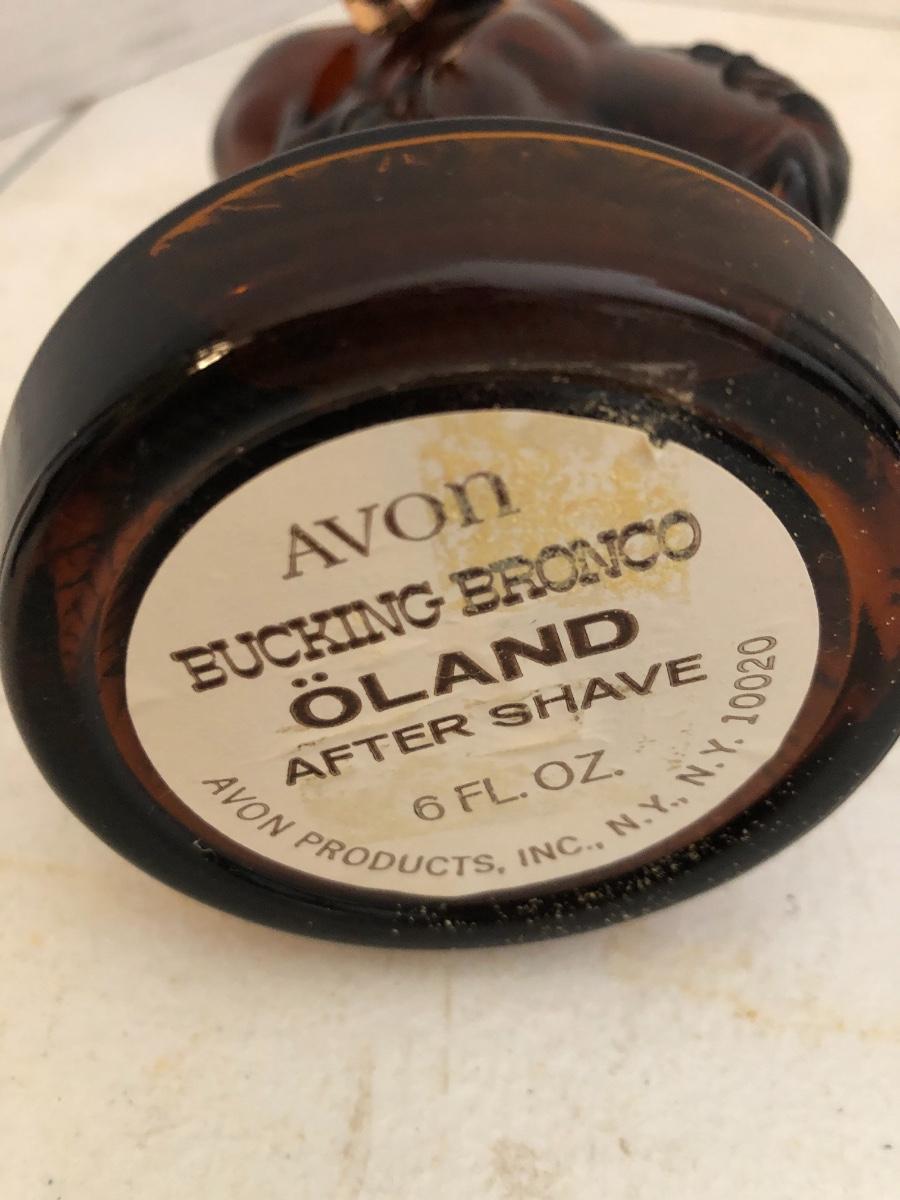 AVON
BUCKING BRONCO
ÖLAND
AFTER SHAVE
6 FL. OZ.
AVON PRODUCTS, INC., N.Y., N.Y. 10020